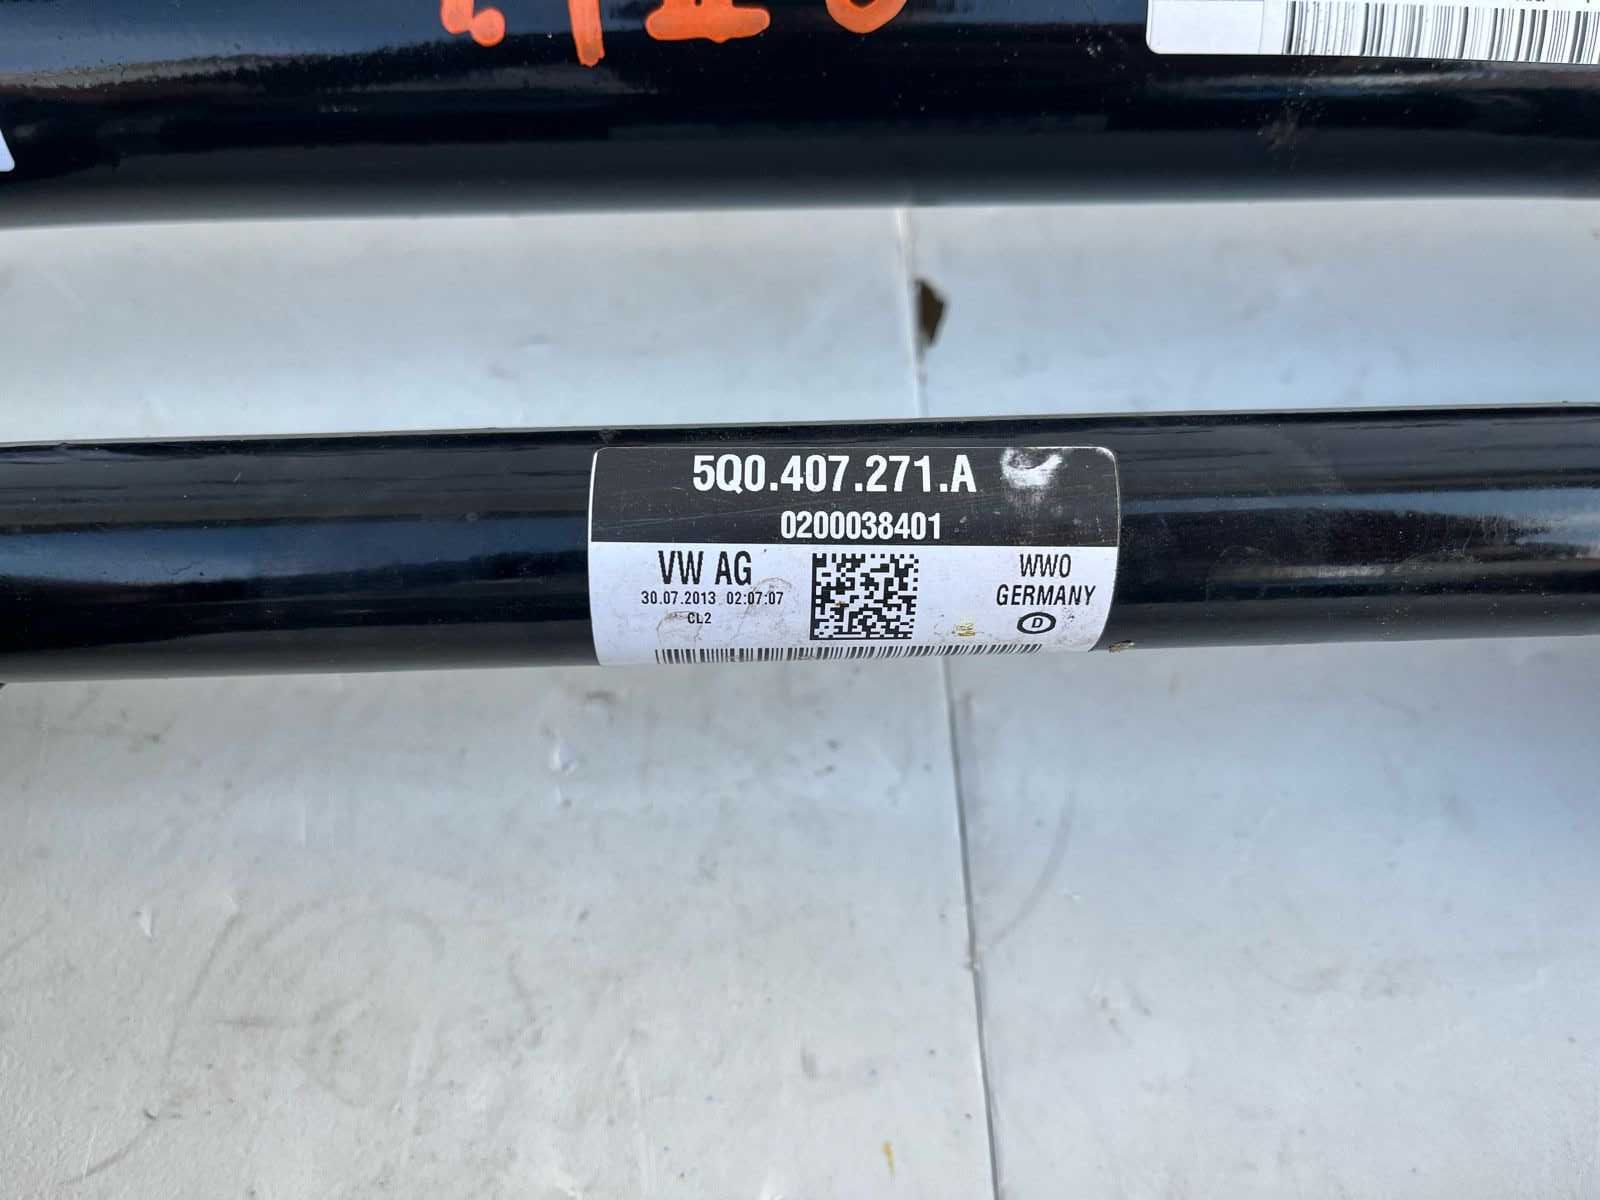 5Q0.407.271.A
0200038401
VW AG
30.07.2013 02:07:07
CL2
WWO
GERMANY
D